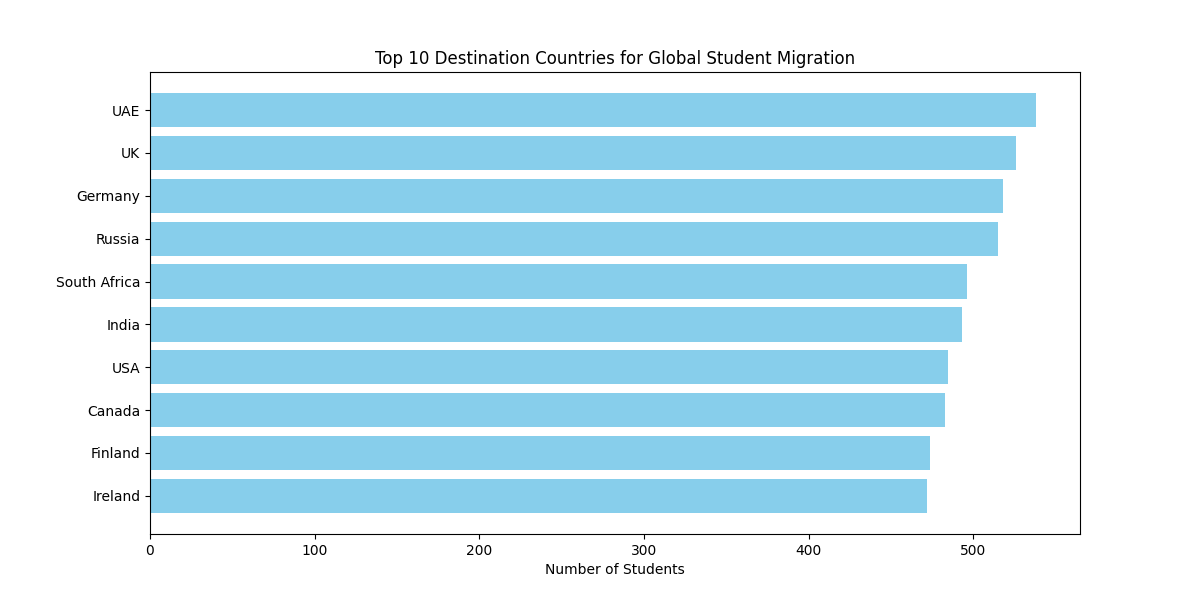 Top 10 Destination Countries for Global Student Migration
UAE
UK
Germany
Russia
South Africa
India
USA
Canada
Finland
Ireland
0 100 200 300 400 500
Number of Students